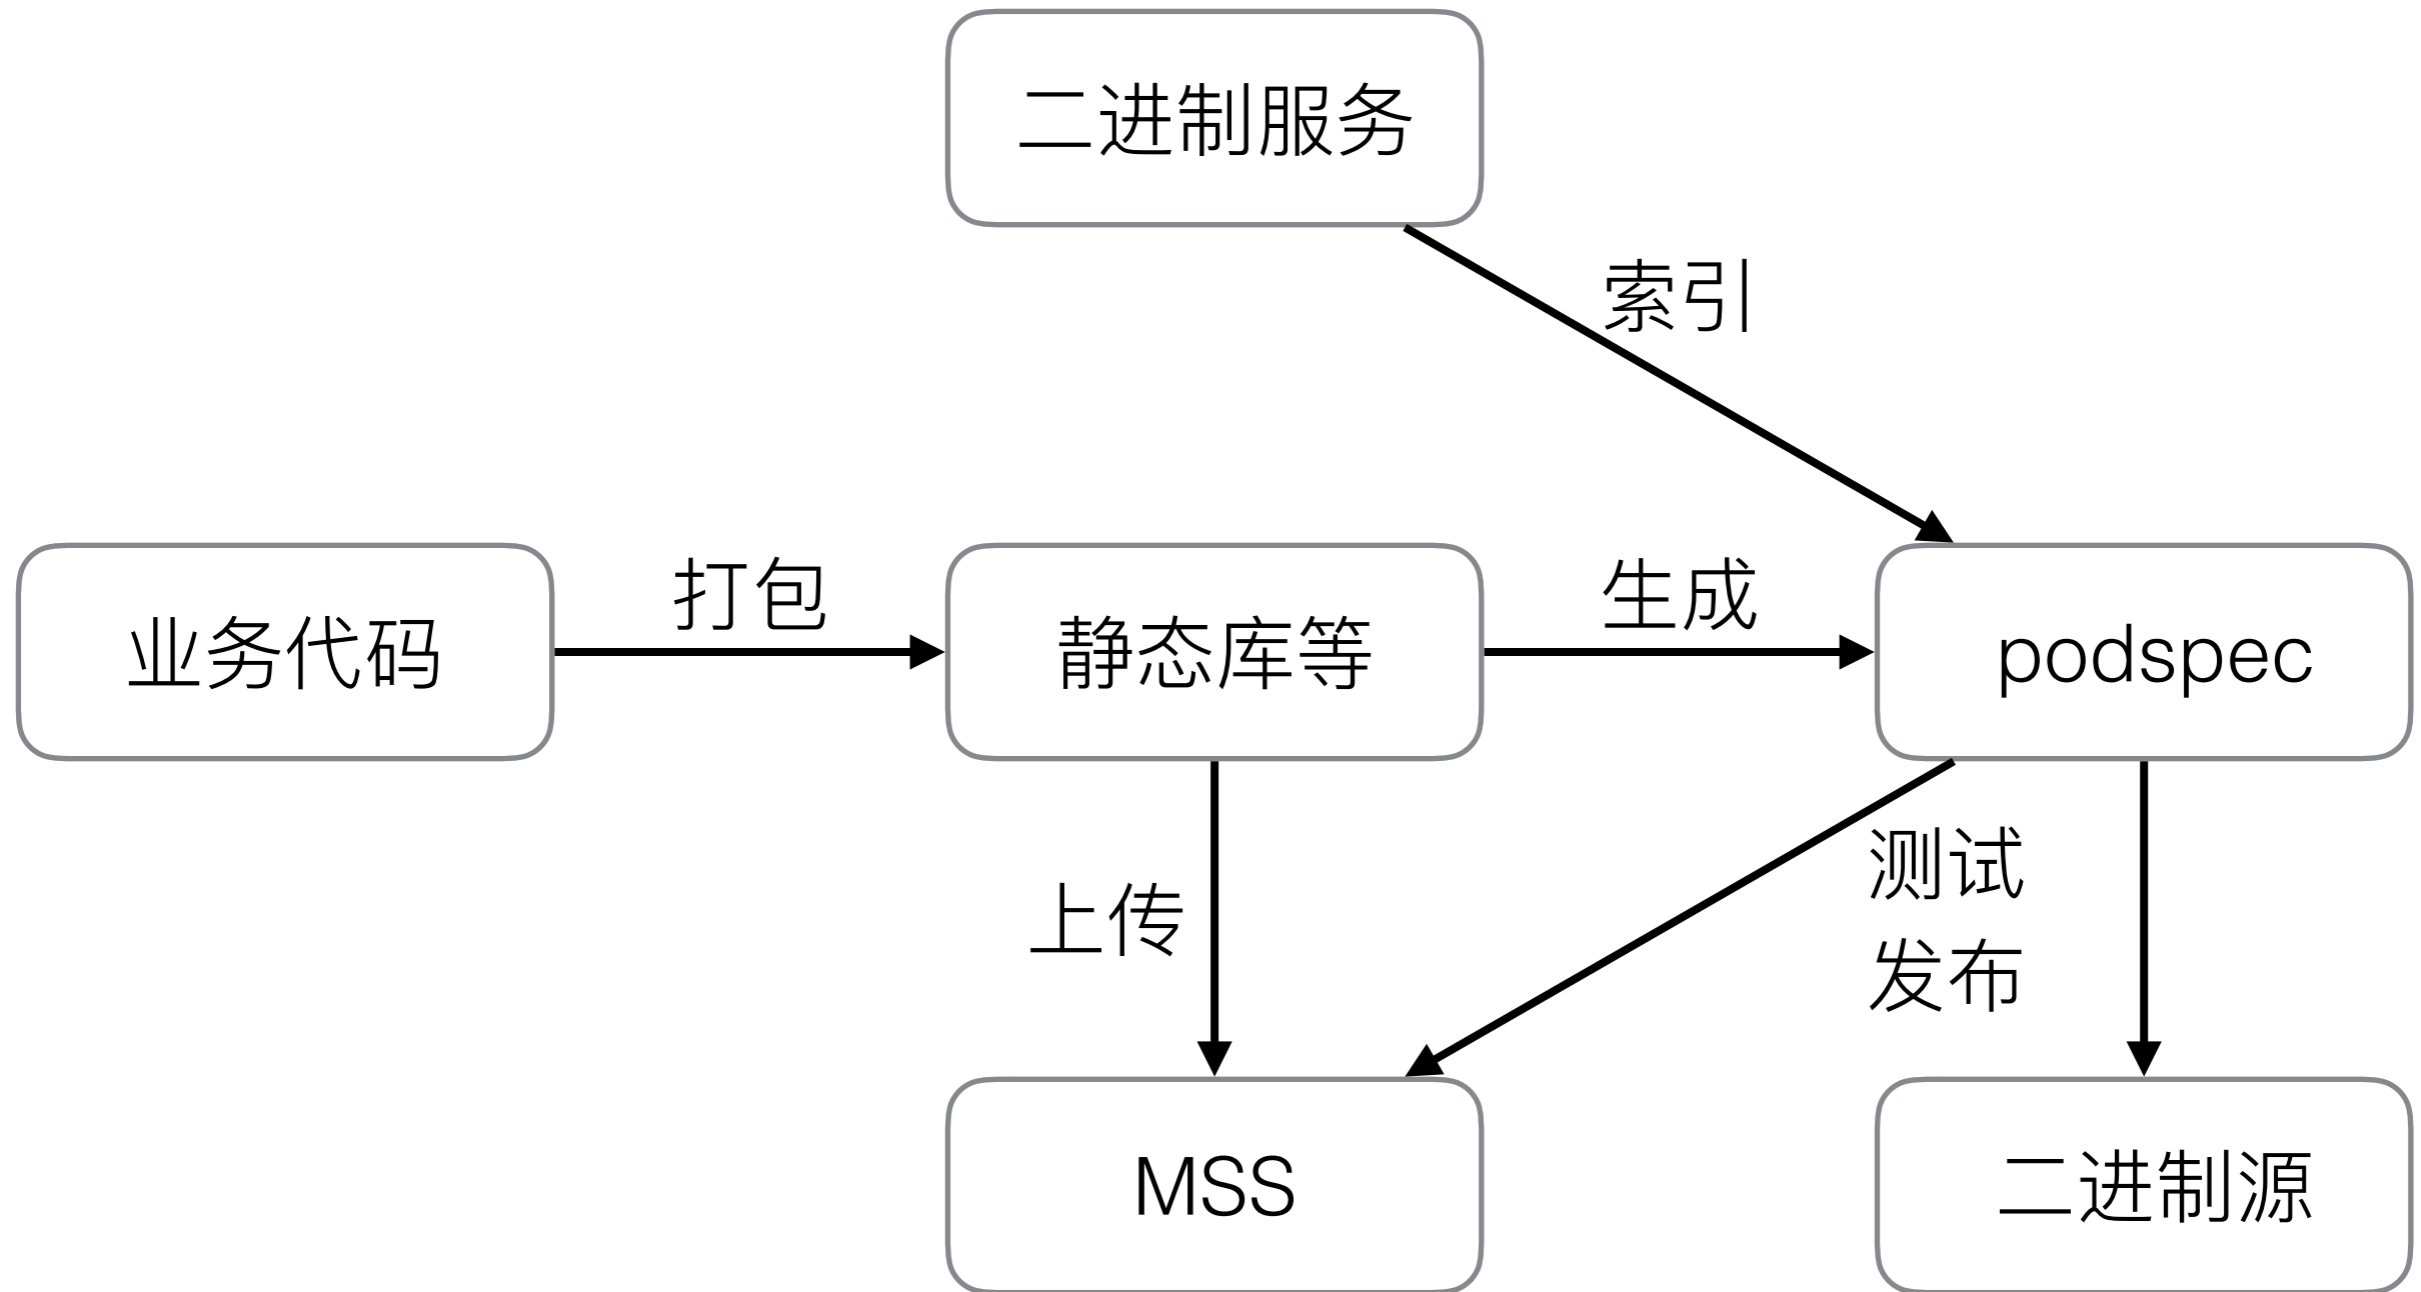 二进制服务
索引
业务代码
打包
静态库等
生成
podspec
上传
测试
发布
MSS
二进制源